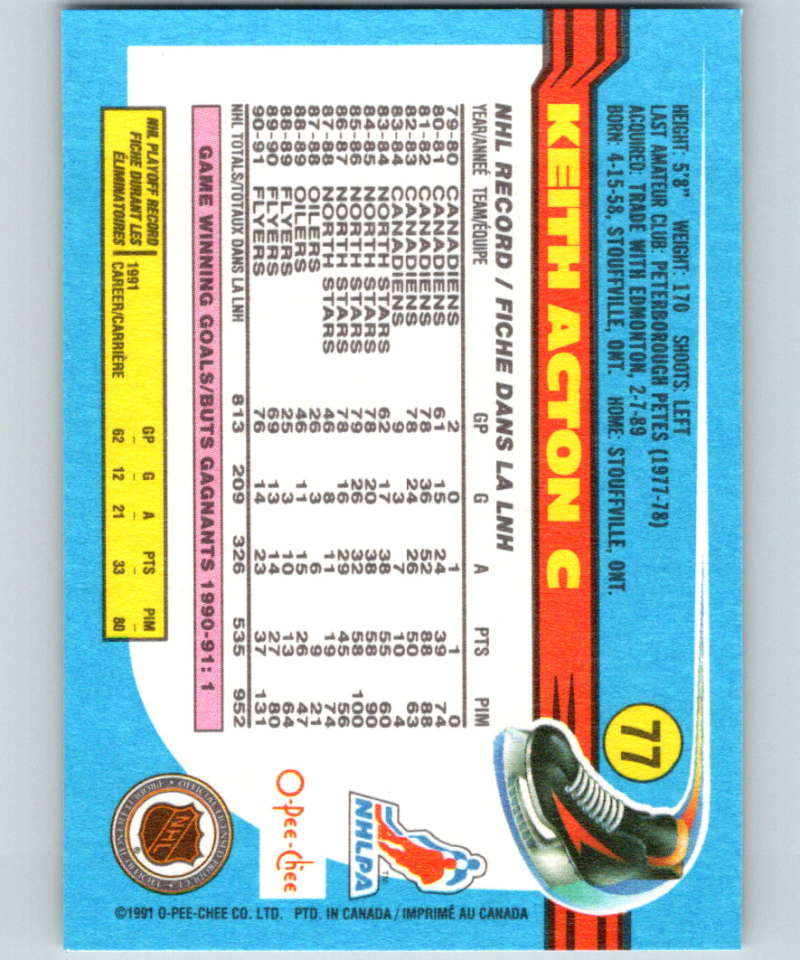 HEIGHT: 5'8" WEIGHT: 170 SHOOTS: LEFT
LAST AMATEUR CLUB: PETERBOROUGH PETES (1977-78)
ACQUIRED: TRADE WITH EDMONTON, 2-7-89
BORN: 4-15-58, STOUFFVILLE, ONT. HOME: STOUFFVILLE, ONT.
77
KEITH ACTON C
NHL RECORD / FICHE DANS LA LNH
YEAR/ANNÉE TEAM/ÉQUIPE GP G A PTS PIM
79-80 CANADIENS 2 0 1 1 0
80-81 CANADIENS 61 15 24 39 74
81-82 CANADIENS 78 36 52 88 88
82-83 CANADIENS 78 24 26 50 63
83-84 CANADIENS 9 3 7 10 4
83-84 NORTH STARS 62 17 38 55 60
84-85 NORTH STARS 78 20 38 58 90
85-86 NORTH STARS 79 26 32 58 100
86-87 NORTH STARS 78 16 29 45 56
87-88 NORTH STARS 46 8 11 19 74
87-88 OILERS 26 3 6 9 21
88-89 OILERS 46 11 15 26 47
88-89 FLYERS 25 3 10 13 64
89-90 FLYERS 69 13 14 27 80
90-91 FLYERS 76 14 23 37 131
NHL TOTALS/TOTAUX DANS LA LNH 813 209 326 535 952
GAME WINNING GOALS/BUTS GAGNANTS 1990-91: 1
NHL PLAYOFF RECORD
FICHE DURANT LES
ÉLIMINATOIRES
GP G A PTS PIM
1991 – – – – –
CAREER/CARRIÈRE 62 12 21 33 80
NHLPA
TM
O-Pee-Chee
NHL
®
OFFICIAL LICENSED PRODUCT
©1991 O-PEE-CHEE CO. LTD. PTD. IN CANADA / IMPRIMÉ AU CANADA